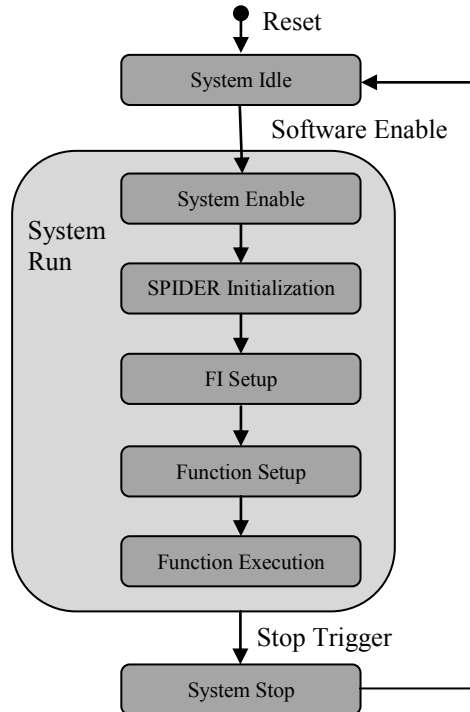 Reset
System Idle
Software Enable
System Enable
System
Run
SPIDER Initialization
FI Setup
Function Setup
Function Execution
Stop Trigger
System Stop